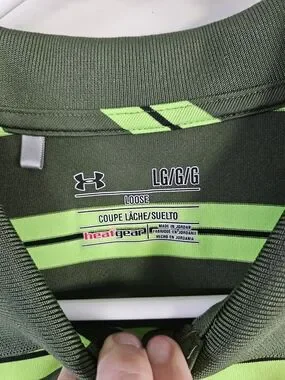 LG/G/G
LOOSE
COUPE LÂCHE/SUELTO
heatgear
MADE IN JORDAN
FABRIQUÉ EN JORDANIE
HECHO EN JORDANIA